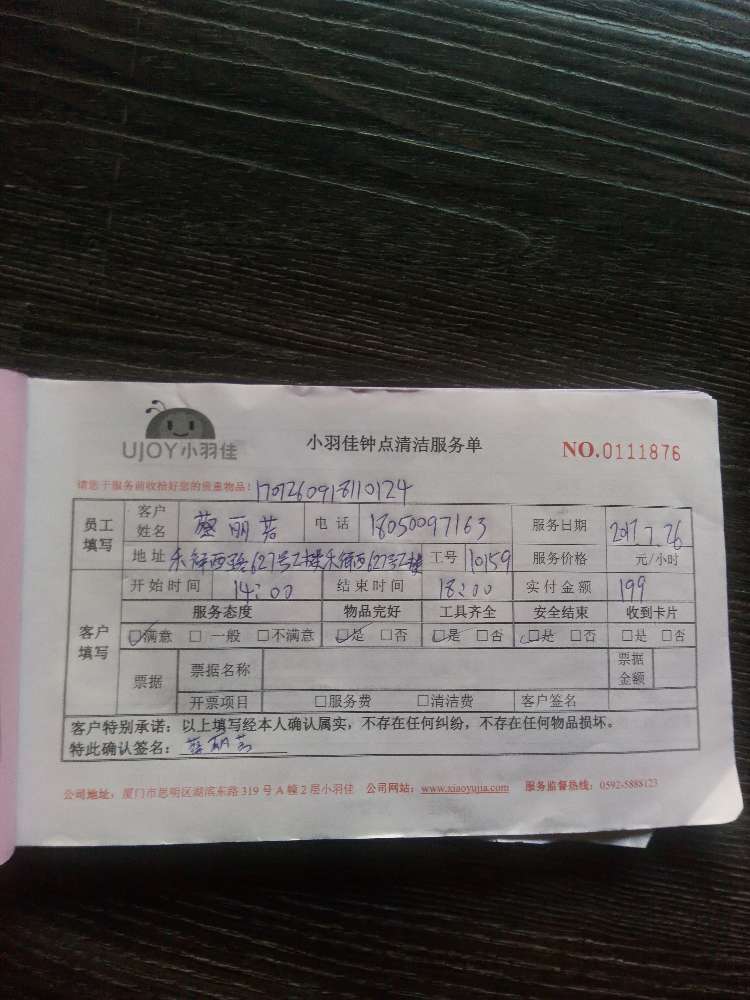 UJOY小羽佳
小羽佳钟点清洁服务单
NO.0111876
请您于服务前收拾好您的贵重物品!
员工填写 客户姓名 蔡丽 电话 18050097163 服务日期 2017.7.26
地址 工号 10159 服务价格 元/小时
客户填写 开始时间 14:00 结束时间 18:00 实付金额 199
服务态度 物品完好 工具齐全 安全结束 收到卡片
☑满意 □一般 □不满意 ☑是 □否 ☑是 □否 ☑是 □否 □是 □否
票据 票据名称 票据金额
开票项目 □服务费 □清洁费 客户签名
客户特别承诺：以上填写经本人确认属实，不存在任何纠纷，不存在任何物品损坏。
特此确认签名：
公司地址：厦门市思明区湖滨东路 319 号 A 幢 2 层小羽佳 公司网站：www.xiaoyujia.com 服务监督热线：0592-5888123